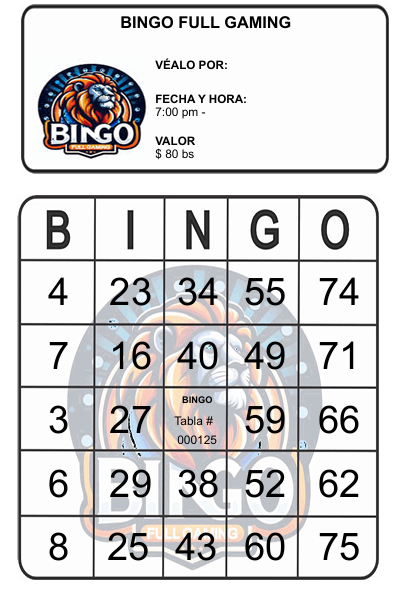 BINGO FULL GAMING
VÉALO POR:
FECHA Y HORA:
7:00 pm -
VALOR
$ 80 bs
BINGO
FULL GAMING
B I N G O
4 23 34 55 74
7 16 40 49 71
3 27 BINGO 59 66
Tabla #
000125
6 29 38 52 62
BINGO
FULL GAMING
8 25 43 60 75